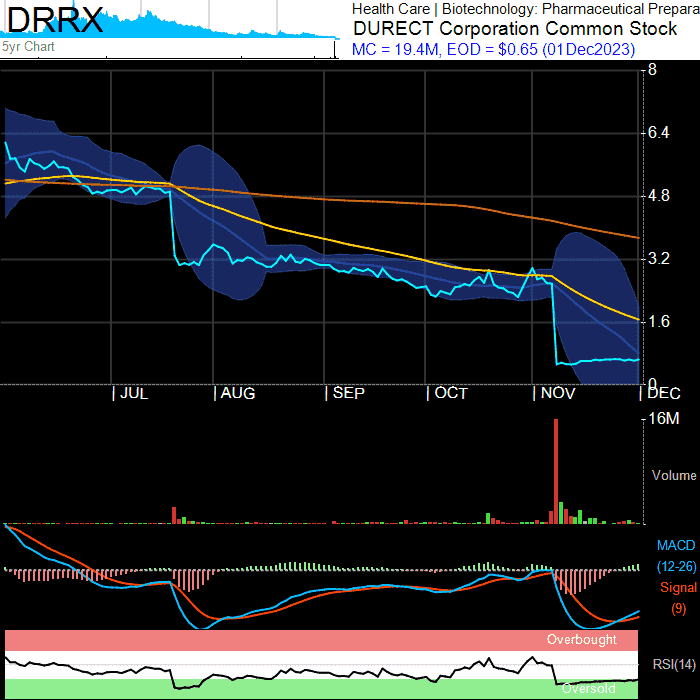 DRRX
Health Care | Biotechnology: Pharmaceutical Prepara
DURECT Corporation Common Stock
MC = 19.4M, EOD = $0.65 (01Dec2023)
5yr Chart
8
6.4
4.8
3.2
1.6
0
JUL AUG SEP OCT NOV DEC
16M
Volume
MACD
(12-26)
Signal
(9)
Overbought
RSI(14)
Oversold